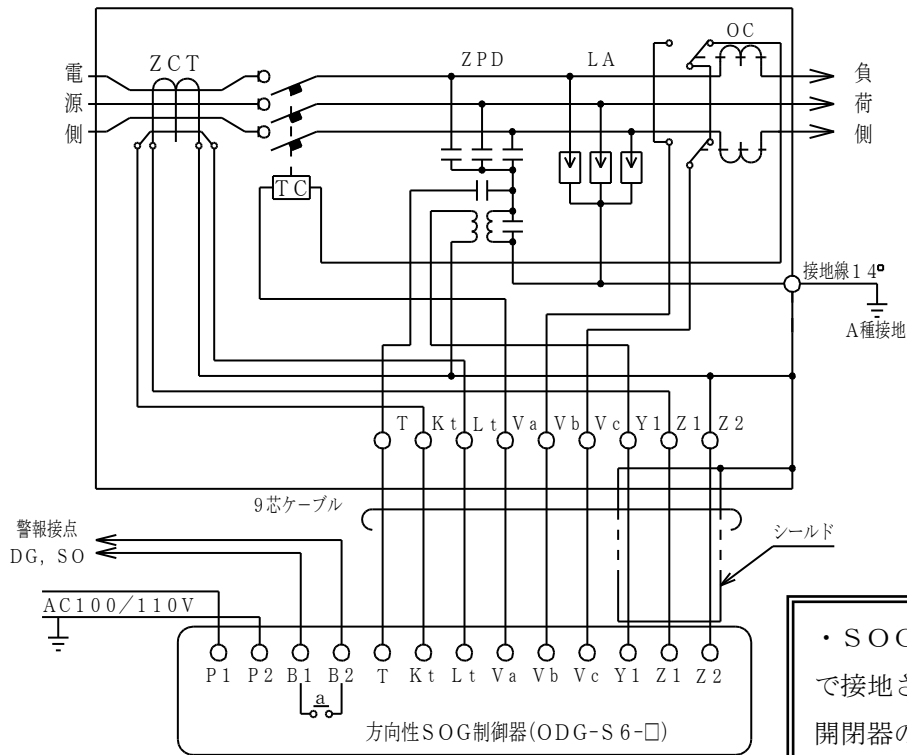 ZCT
ZPD
LA
OC
電源側
負荷側
TC
接地線14□
A種接地
T Kt Lt Va Vb Vc Y1 Z1 Z2
9芯ケーブル
警報接点
DG, SO
シールド
AC100/110V
P1 P2 B1 B2 T Kt Lt Va Vb Vc Y1 Z1 Z2
a
方向性SOG制御器(ODG-S6-□)
・SOG
で接地さ
開閉器の